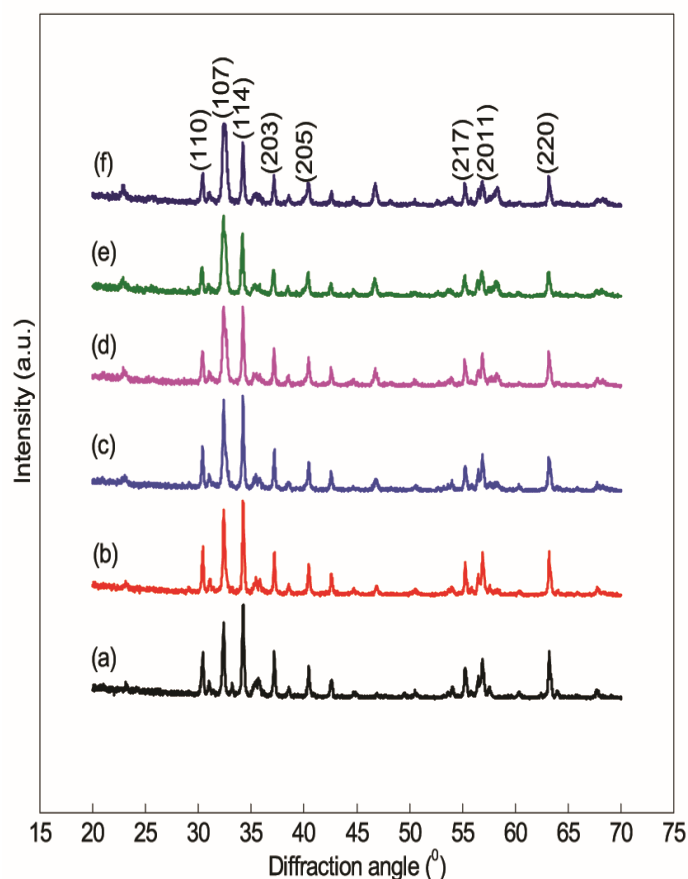 (110)
(107)
(114)
(203)
(205)
(217)
(2011)
(220)
(f)
(e)
(d)
(c)
(b)
(a)
Intensity (a.u.)
15 20 25 30 35 40 45 50 55 60 65 70 75
Diffraction angle (⁰)